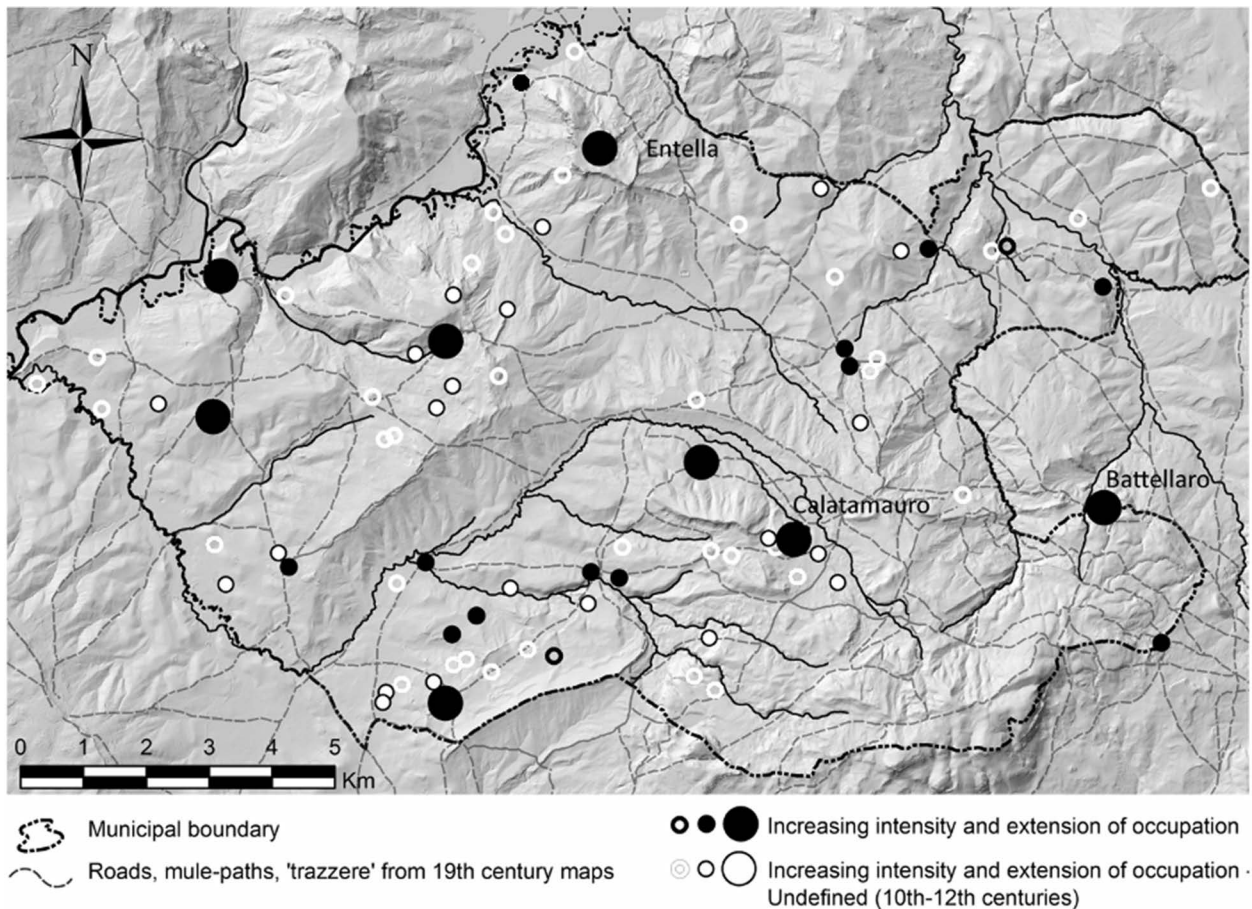 N
Entella
Battellaro
Calatamauro
0 1 2 3 4 5
Km
Municipal boundary
Roads, mule-paths, 'trazzere' from 19th century maps
Increasing intensity and extension of occupation
Increasing intensity and extension of occupation -
Undefined (10th-12th centuries)